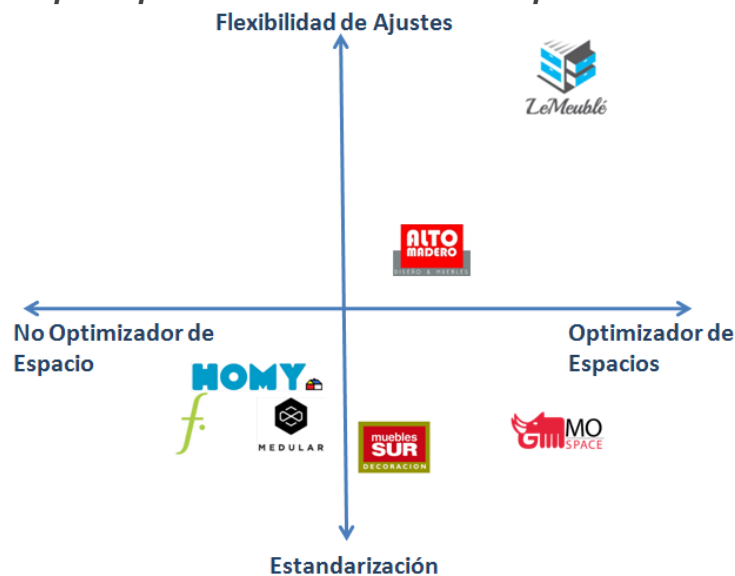 Flexibilidad de Ajustes
LeMeublé
ALTO
MADERO
DISEÑO & MUEBLES
No Optimizador de
Espacio
Optimizador de
Espacios
HOMY
f.
MEDULAR
muebles
SUR
DECORACION
MO
SPACE
Estandarización